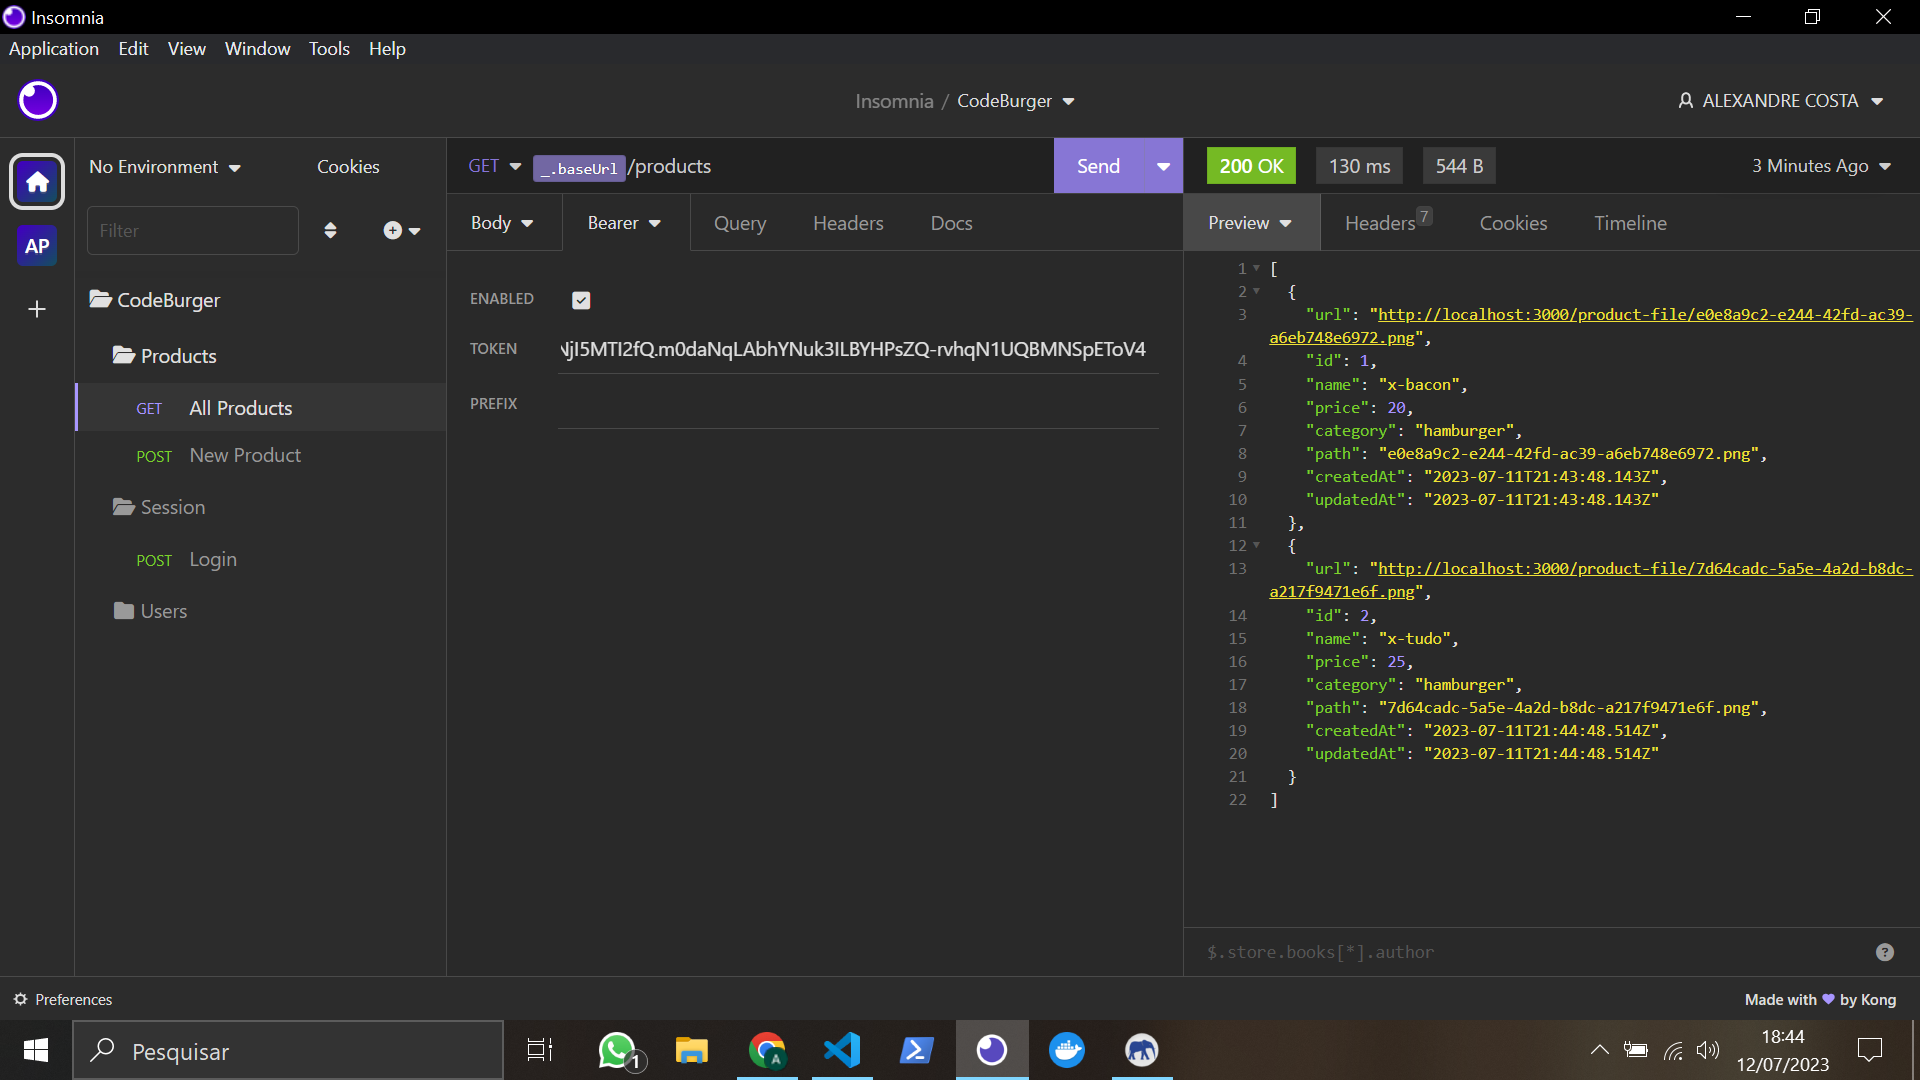 Insomnia
Application Edit View Window Tools Help
Insomnia / CodeBurger
ALEXANDRE COSTA
No Environment Cookies
GET _.baseUrl /products Send
200 OK 130 ms 544 B 3 Minutes Ago
Filter
Body Bearer Query Headers Docs
Preview Headers 7 Cookies Timeline
AP
CodeBurger
Products
GET All Products
POST New Product
Session
POST Login
Users
ENABLED
TOKEN NjI5MTI2fQ.m0daNqLAbhYNuk3ILBYHPsZQ-rvhqN1UQBMNSpEToV4
PREFIX
1 [
2 {
3 "url": "http://localhost:3000/product-file/e0e8a9c2-e244-42fd-ac39-
a6eb748e6972.png",
4 "id": 1,
5 "name": "x-bacon",
6 "price": 20,
7 "category": "hamburger",
8 "path": "e0e8a9c2-e244-42fd-ac39-a6eb748e6972.png",
9 "createdAt": "2023-07-11T21:43:48.143Z",
10 "updatedAt": "2023-07-11T21:43:48.143Z"
11 },
12 {
13 "url": "http://localhost:3000/product-file/7d64cadc-5a5e-4a2d-b8dc-
a217f9471e6f.png",
14 "id": 2,
15 "name": "x-tudo",
16 "price": 25,
17 "category": "hamburger",
18 "path": "7d64cadc-5a5e-4a2d-b8dc-a217f9471e6f.png",
19 "createdAt": "2023-07-11T21:44:48.514Z",
20 "updatedAt": "2023-07-11T21:44:48.514Z"
21 }
22 ]
$.store.books[*].author
Preferences
Made with 💜 by Kong
Pesquisar
1
A
18:44
12/07/2023